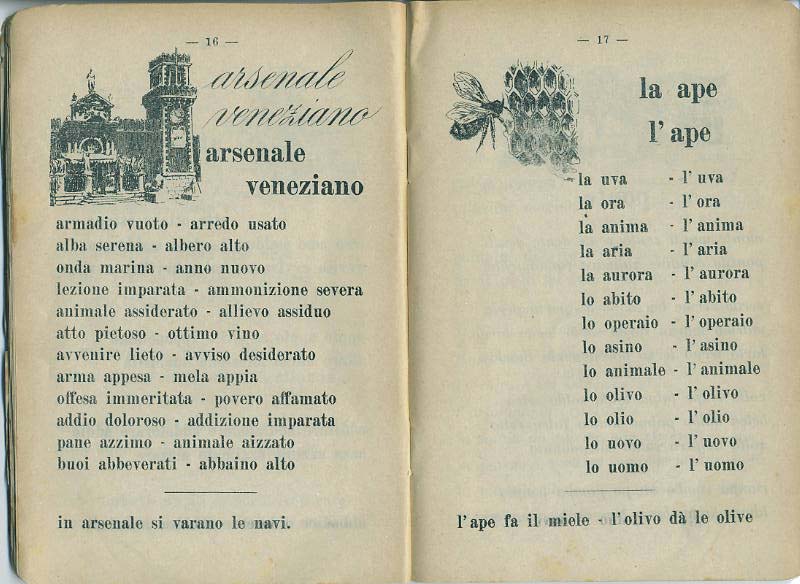 — 16 —
arsenale
veneziano
arsenale
veneziano
armadio vuoto - arredo usato
alba serena - albero alto
onda marina - anno nuovo
lezione imparata - ammonizione severa
animale assiderato - allievo assiduo
atto pietoso - ottimo vino
avvenire lieto - avviso desiderato
arma appesa - mela appia
offesa immeritata - povero affamato
addio doloroso - addizione imparata
pane azzimo - animale aizzato
buoi abbeverati - abbaino alto
in arsenale si varano le navi.
— 17 —
la ape
l'ape
la uva - l' uva
la ora - l' ora
la anima - l' anima
la aria - l' aria
la aurora - l' aurora
lo abito - l' abito
lo operaio - l' operaio
lo asino - l' asino
lo animale - l' animale
lo olivo - l' olivo
lo olio - l' olio
lo uovo - l' uovo
lo uomo - l' uomo
l'ape fa il miele - l'olivo dà le olive